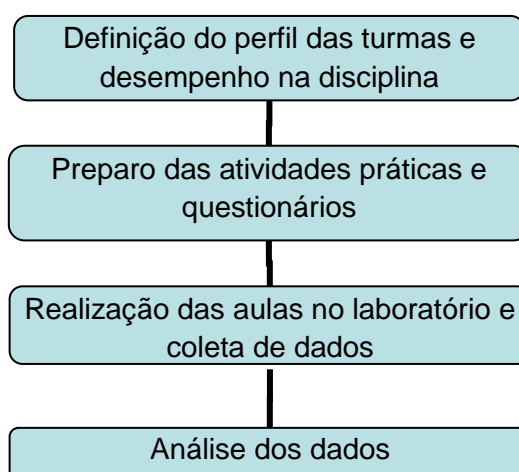 Definição do perfil das turmas e
desempenho na disciplina
Preparo das atividades práticas e
questionários
Realização das aulas no laboratório e
coleta de dados
Análise dos dados